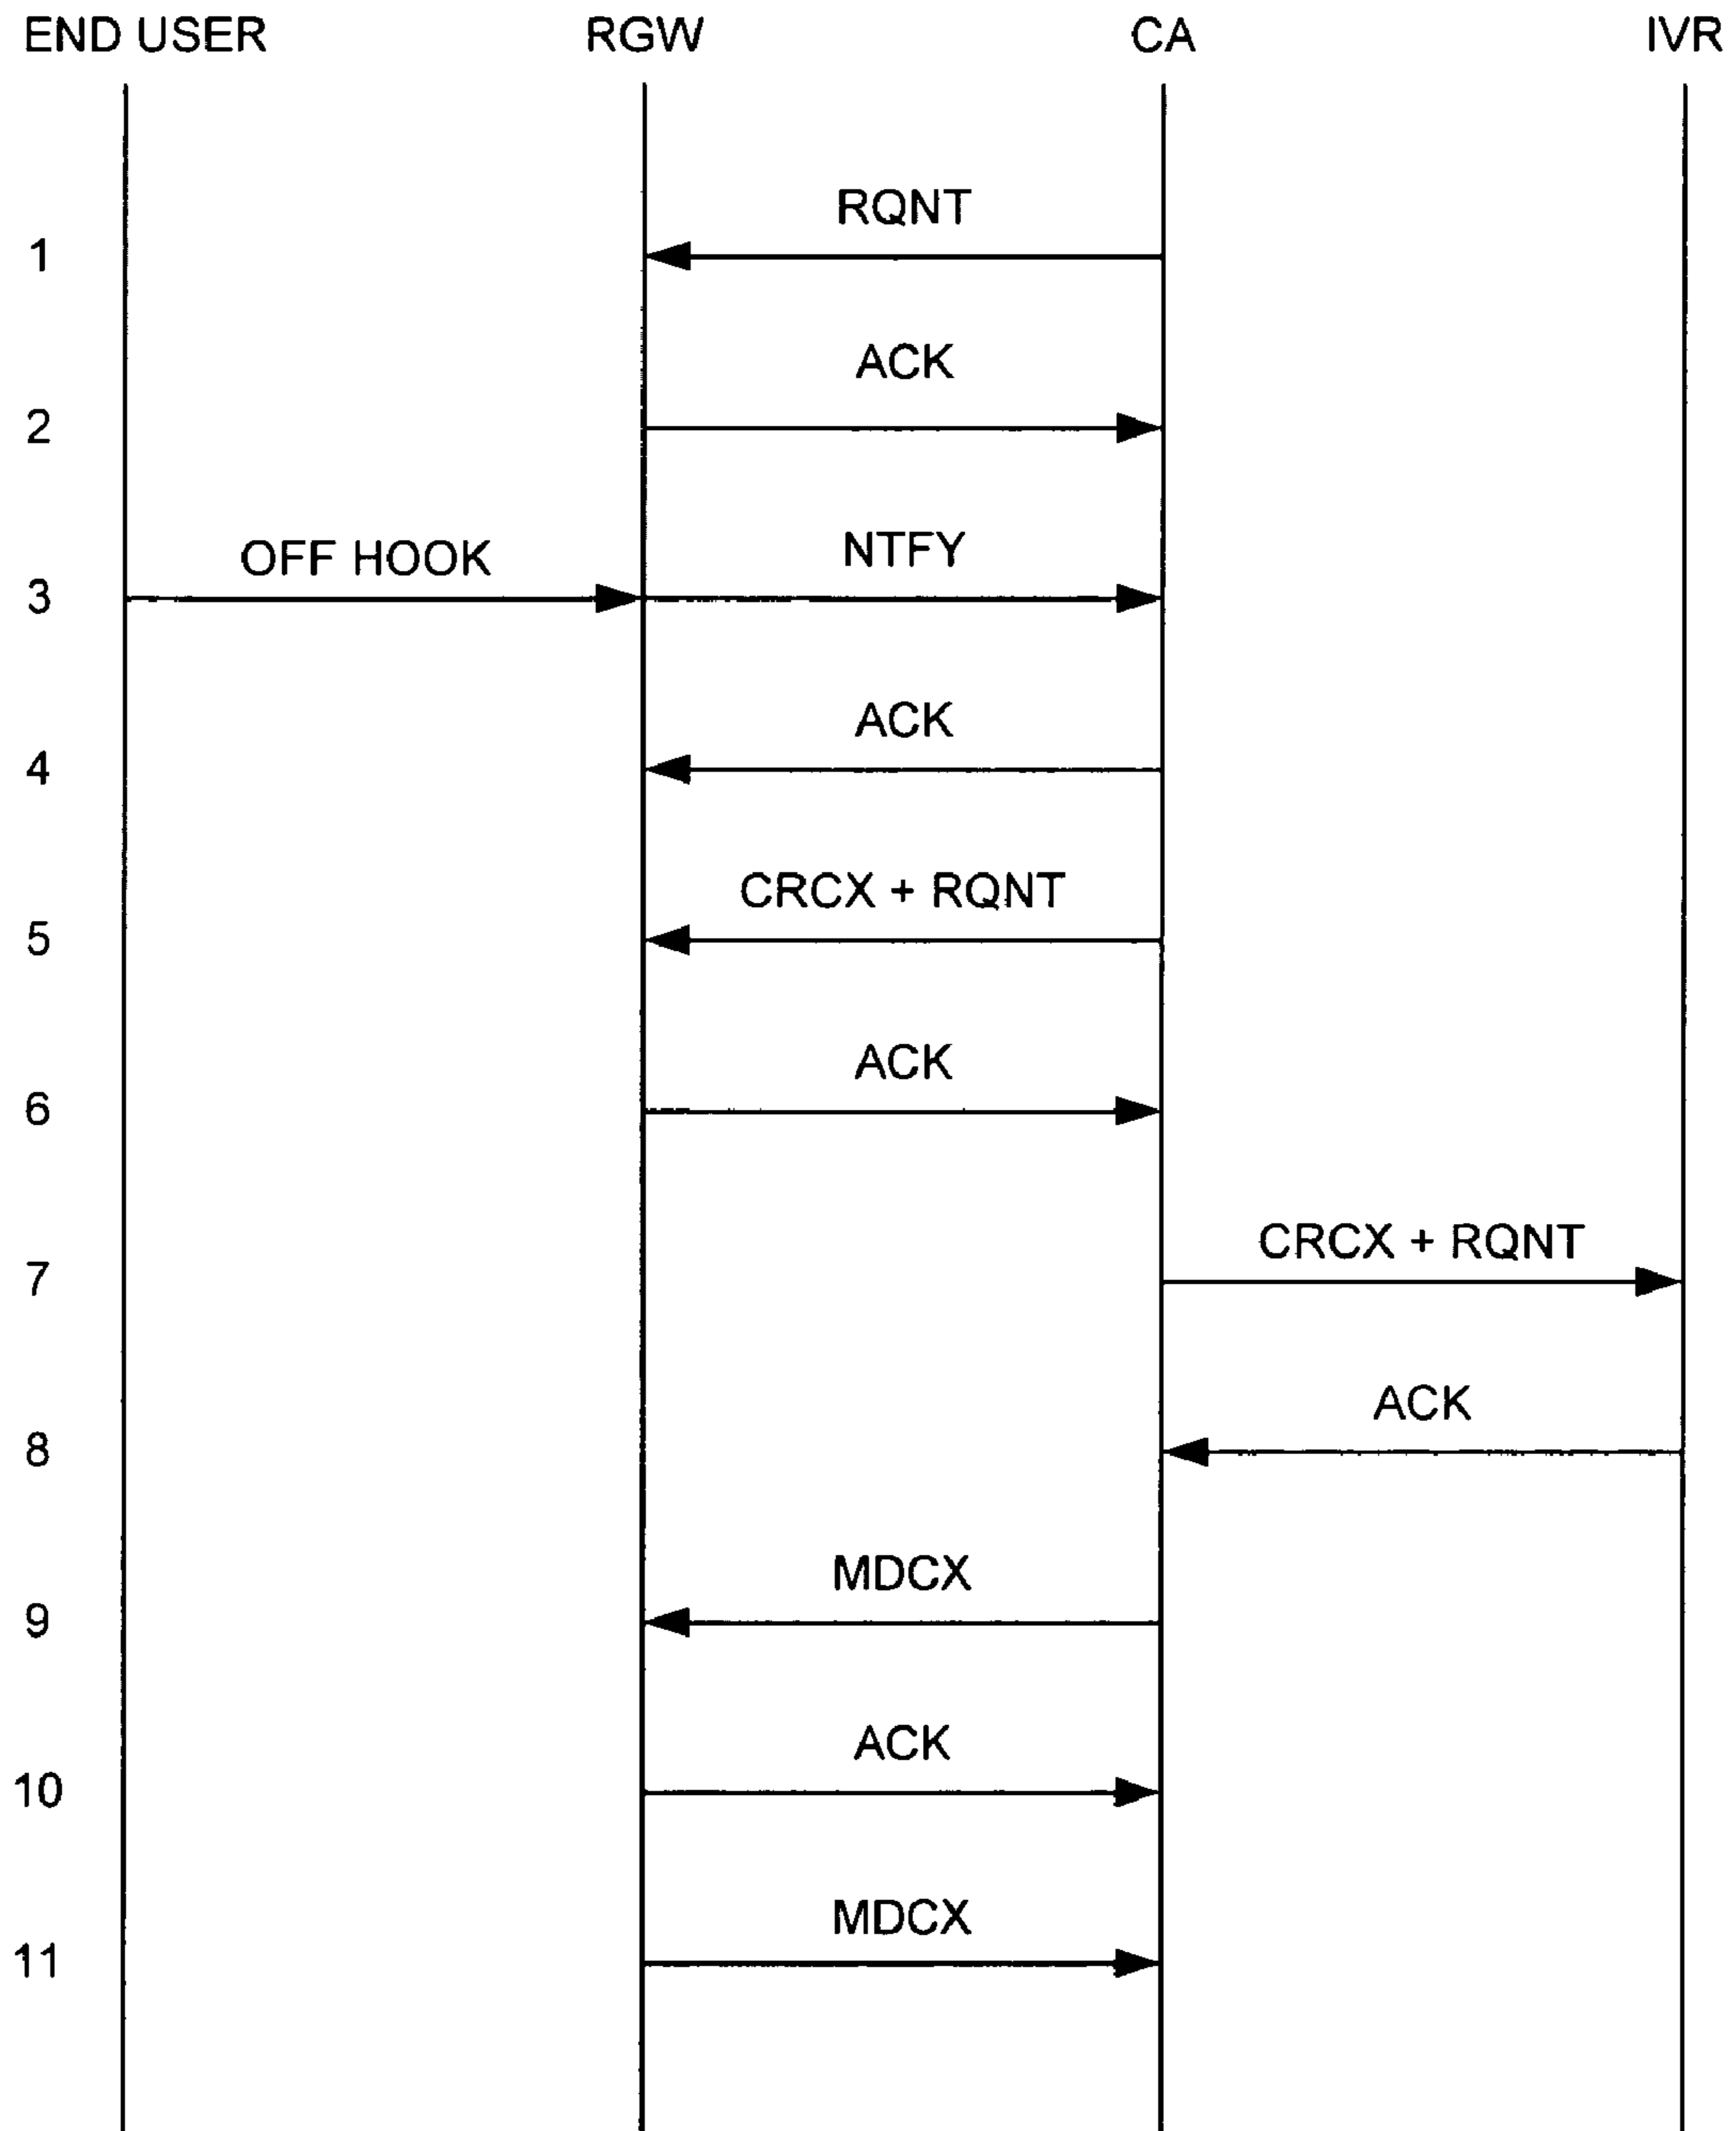 END USER RGW CA IVR
RQNT
1
ACK
2
OFF HOOK NTFY
3
ACK
4
CRCX + RQNT
5
ACK
6
CRCX + RQNT
7
ACK
8
MDCX
9
ACK
10
MDCX
11